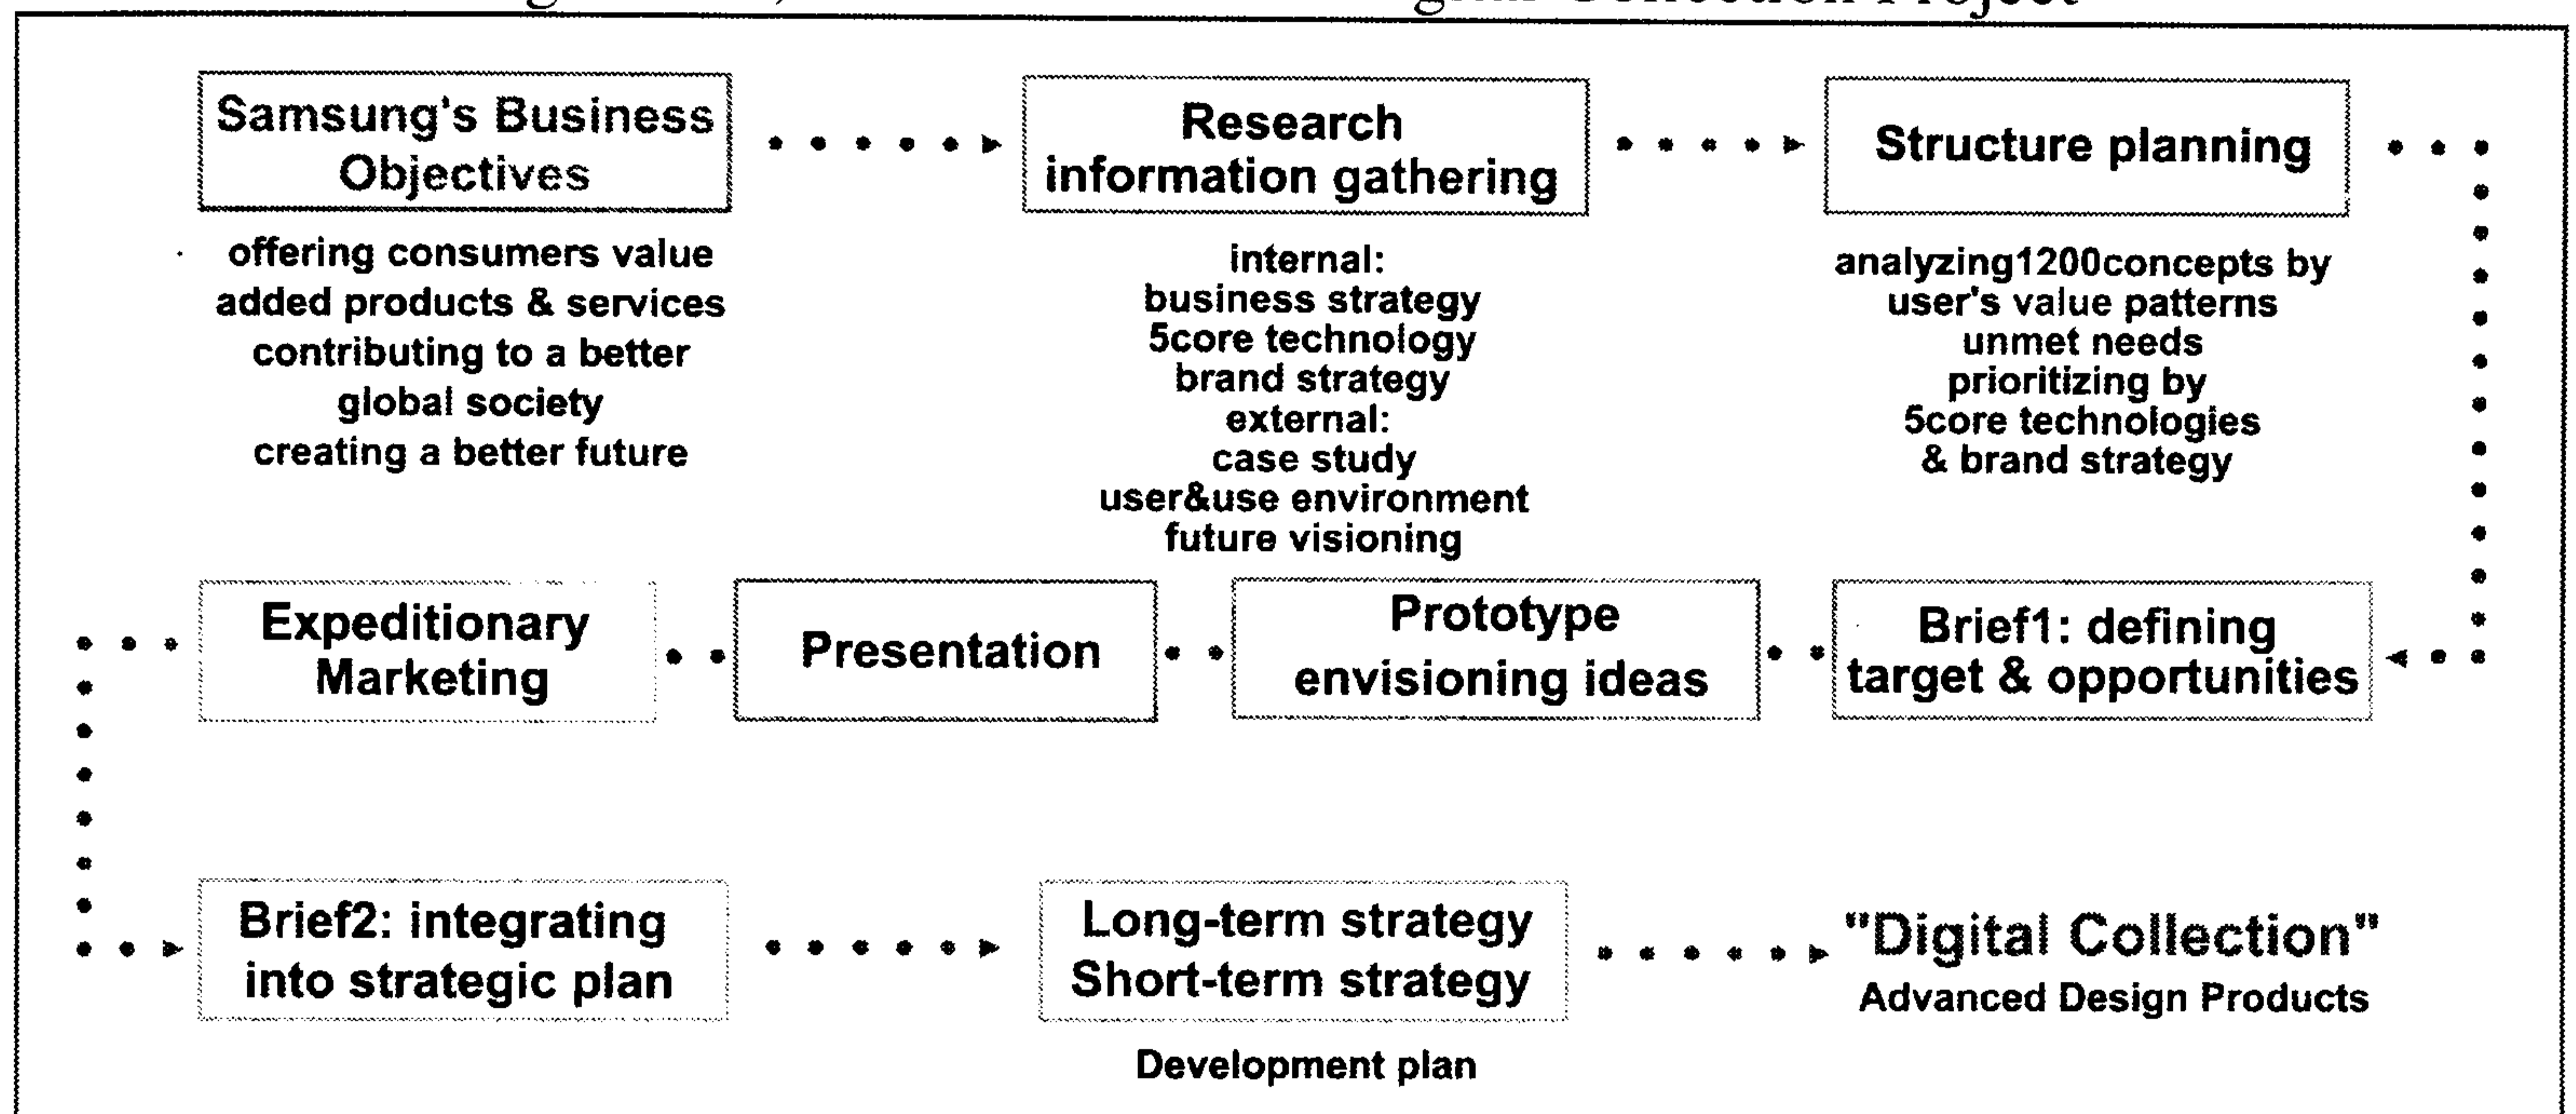 Collection Project
Samsung's Business
Objectives
offering consumers value
added products & services
contributing to a better
global society
creating a better future
Research
information gathering
internal:
business strategy
5core technology
brand strategy
external:
case study
user&use environment
future visioning
Structure planning
analyzing1200concepts by
user's value patterns
unmet needs
prioritizing by
5core technologies
& brand strategy
Expeditionary
Marketing
Presentation
Prototype
envisioning ideas
Brief1: defining
target & opportunities
Brief2: integrating
into strategic plan
Long-term strategy
Short-term strategy
Development plan
"Digital Collection"
Advanced Design Products